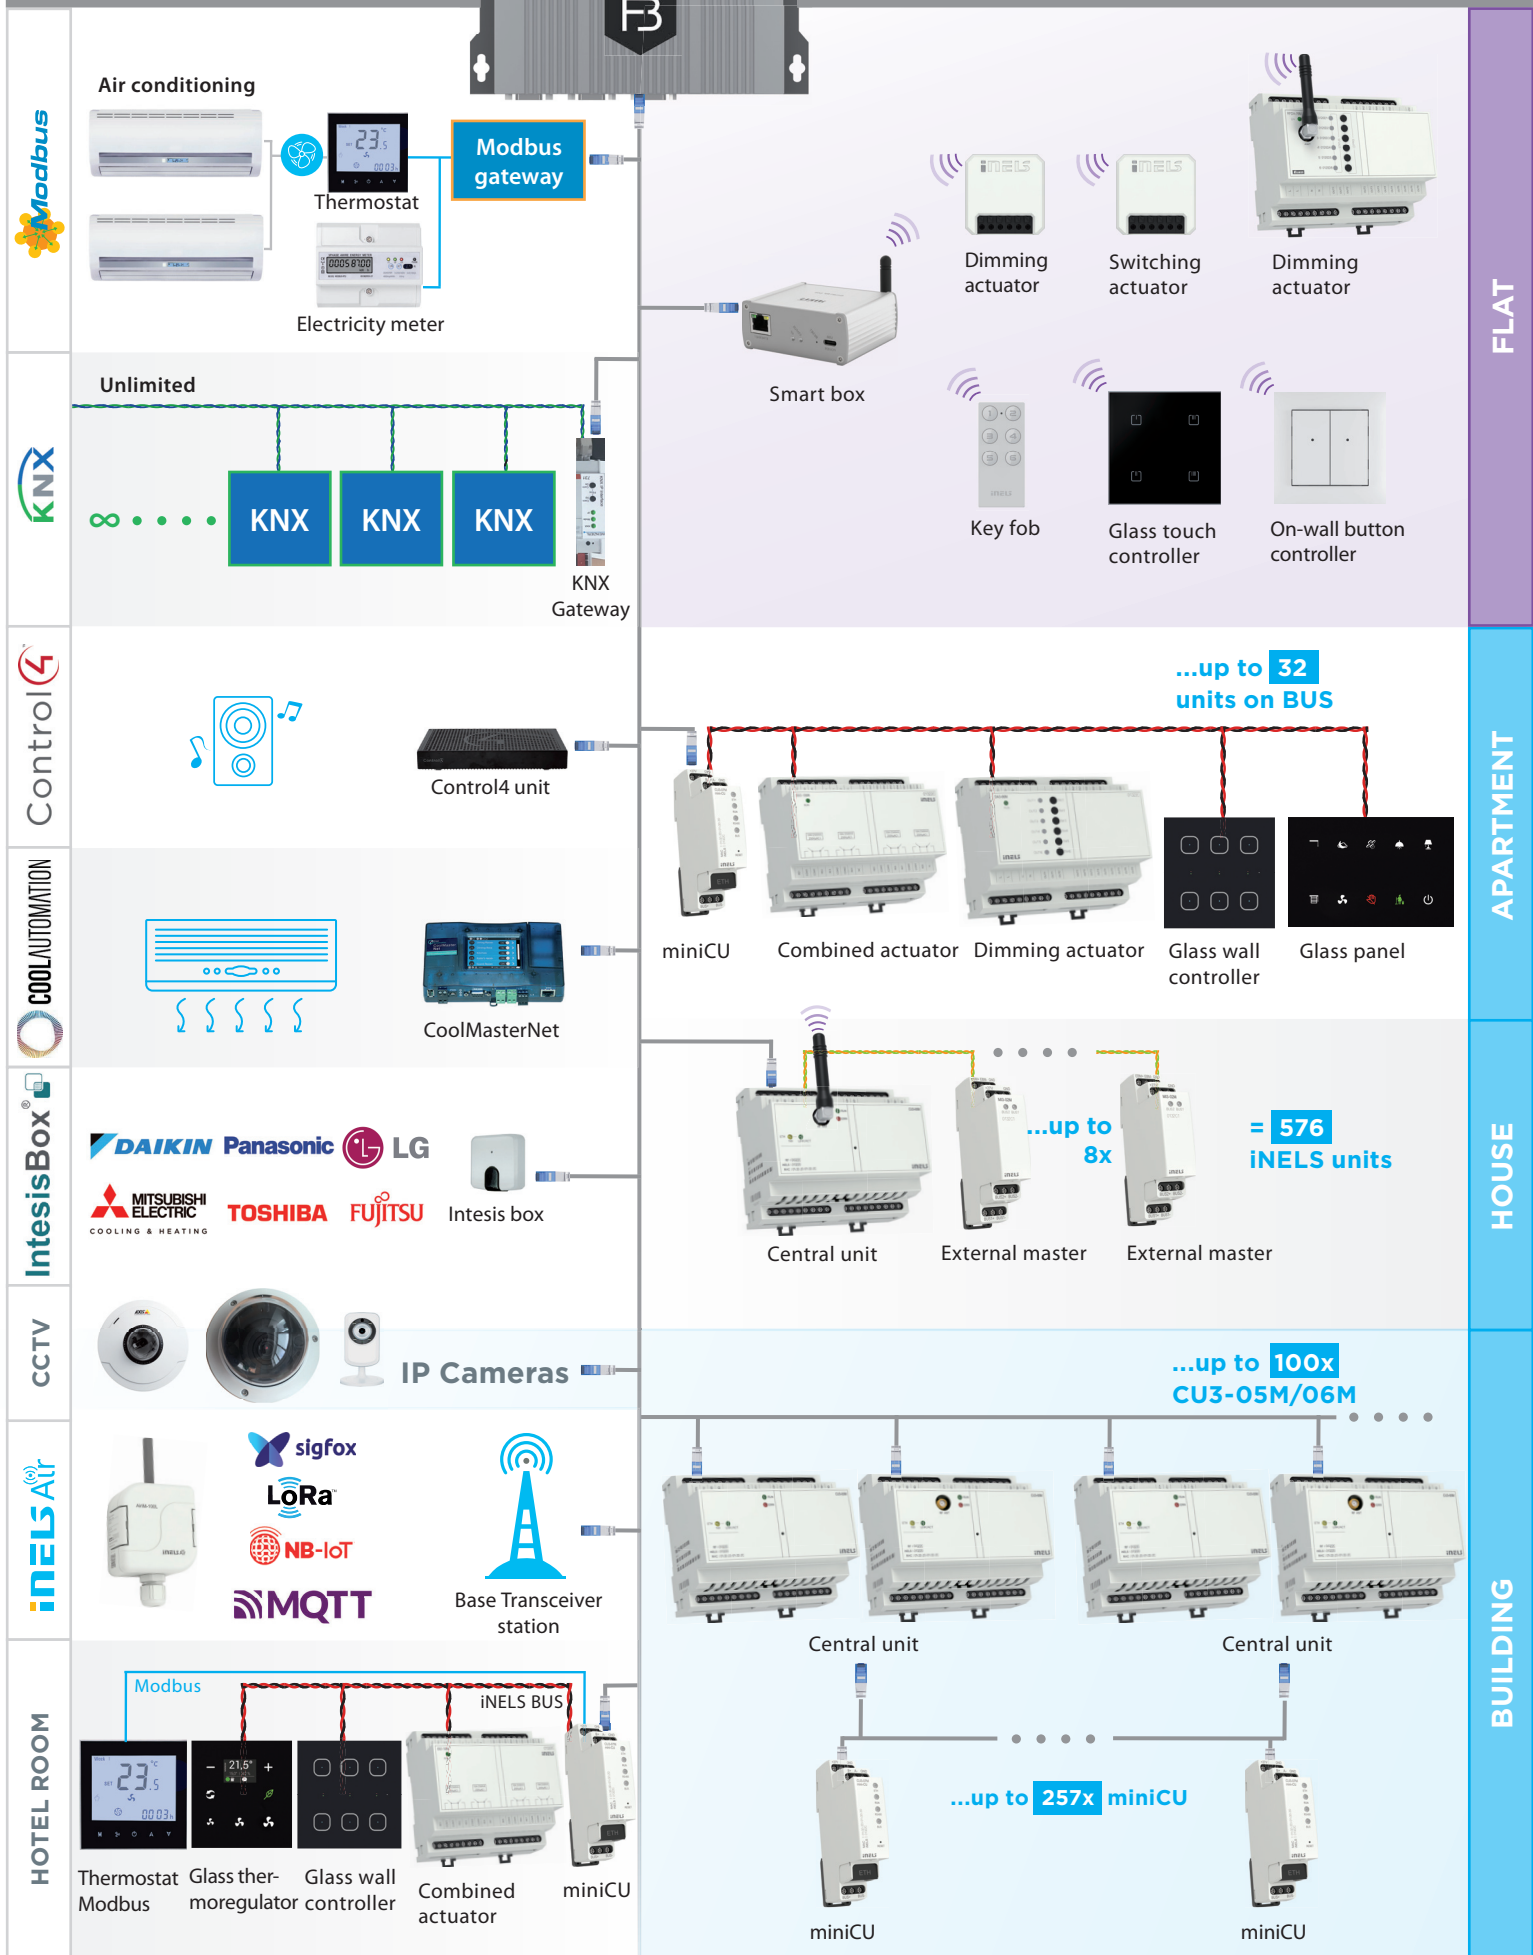 F3
Modbus
Air conditioning
Thermostat
Modbus
gateway
Electricity meter
KNX
Unlimited
KNX
KNX
KNX
KNX
Gateway
Control4
Control4 unit
COOLAUTOMATION
CoolMasterNet
IntesisBox®
DAIKIN
Panasonic
LG
MITSUBISHI
ELECTRIC
COOLING & HEATING
TOSHIBA
FUJITSU
Intesis box
CCTV
IP Cameras
iNELS Air
sigfox
LoRa
NB-IoT
MQTT
Base Transceiver
station
HOTEL ROOM
Modbus
iNELS BUS
Thermostat
Modbus
Glass ther-
moregulator
Glass wall
controller
Combined
actuator
miniCU
FLAT
Smart box
Dimming
actuator
Switching
actuator
Dimming
actuator
Key fob
Glass touch
controller
On-wall button
controller
APARTMENT
...up to 32
units on BUS
miniCU
Combined actuator
Dimming actuator
Glass wall
controller
Glass panel
HOUSE
...up to
8x
= 576
iNELS units
Central unit
External master
External master
BUILDING
...up to 100x
CU3-05M/06M
Central unit
Central unit
...up to 257x miniCU
miniCU
miniCU